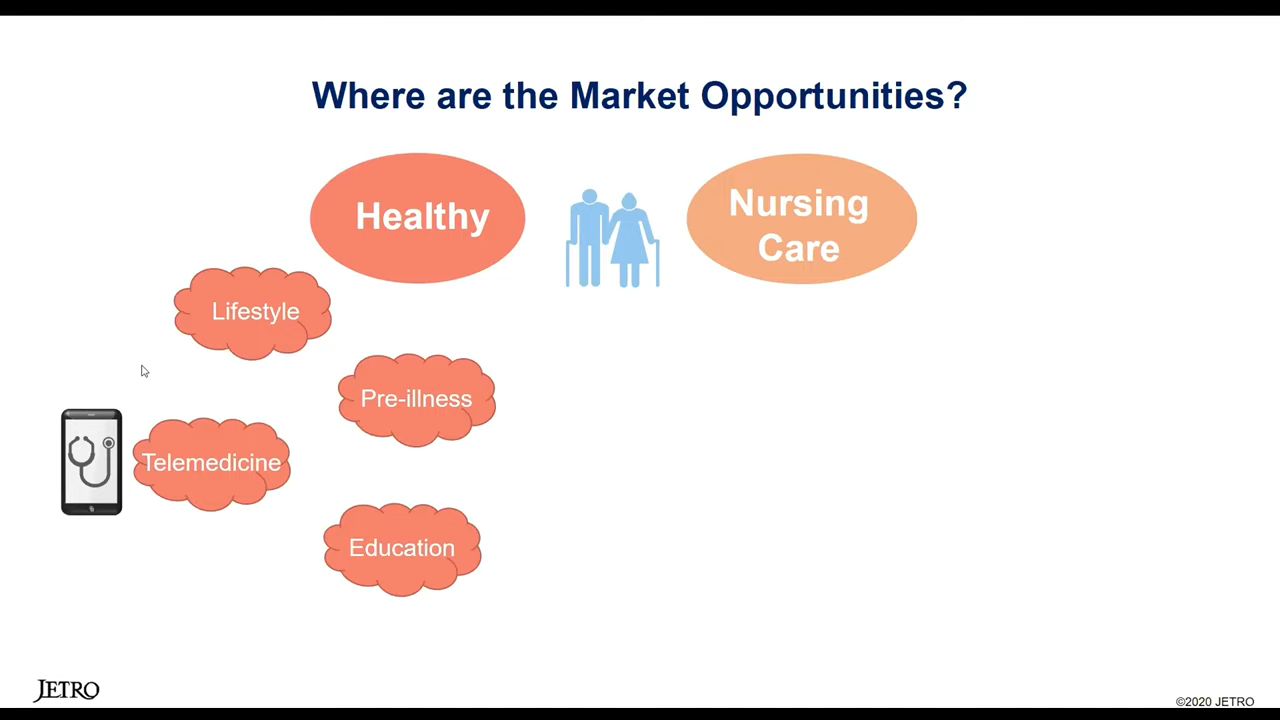 Where are the Market Opportunities?
Healthy
Nursing
Care
Lifestyle
Pre-illness
Telemedicine
Education
JETRO
©2020 JETRO